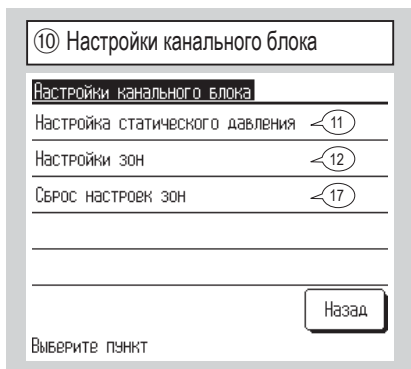 ⑩ Настройки канального блока
Настройки канального блока
Настройка статического давления ⑪
Настройки зон ⑫
Сброс настроек зон ⑰
Назад
Выберите пункт